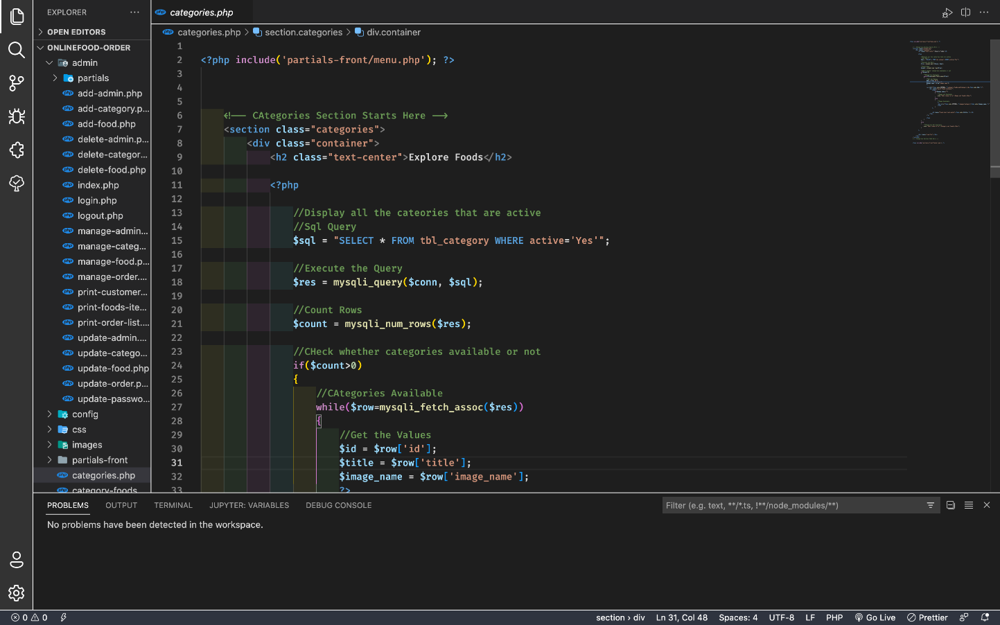 EXPLORER
OPEN EDITORS
ONLINEFOOD-ORDER
admin
partials
add-admin.php
add-category.p...
add-food.php
delete-admin.p...
delete-categor...
delete-food.php
index.php
login.php
logout.php
manage-admin...
manage-categ...
manage-food.p...
manage-order....
print-customer...
print-foods-ite...
print-order-list....
update-admin....
update-catego...
update-food.php
update-order.p...
update-passwo...
config
css
images
partials-front
categories.php
category-foods
categories.php
categories.php > section.categories > div.container
1
2 <?php include('partials-front/menu.php'); ?>
3
4
5
6 <!-- CAtegories Section Starts Here -->
7 <section class="categories">
8 <div class="container">
9 <h2 class="text-center">Explore Foods</h2>
10
11 <?php
12
13 //Display all the cateories that are active
14 //Sql Query
15 $sql = "SELECT * FROM tbl_category WHERE active='Yes'";
16
17 //Execute the Query
18 $res = mysqli_query($conn, $sql);
19
20 //Count Rows
21 $count = mysqli_num_rows($res);
22
23 //CHeck whether categories available or not
24 if($count>0)
25 {
26 //CAtegories Available
27 while($row=mysqli_fetch_assoc($res))
28 {
29 //Get the Values
30 $id = $row['id'];
31 $title = $row['title'];
32 $image_name = $row['image_name'];
33 ?>
PROBLEMS OUTPUT TERMINAL JUPYTER: VARIABLES DEBUG CONSOLE
Filter (e.g. text, **/*.ts, !**/node_modules/**)
No problems have been detected in the workspace.
0 0 section › div Ln 31, Col 48 Spaces: 4 UTF-8 LF PHP Go Live Prettier